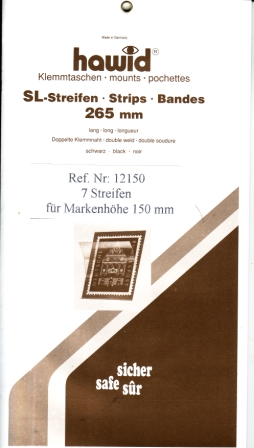 Made in Germany
hawid®
Klemmtaschen · mounts · pochettes
SL-Streifen · Strips · Bandes
265 mm
lang · long · longueur
Doppelte Klemmnaht · double weld · double soudure
schwarz · black · noir
Ref. Nr: 12150
7 Streifen
für Markenhöhe 150 mm
sicher
safe sûr